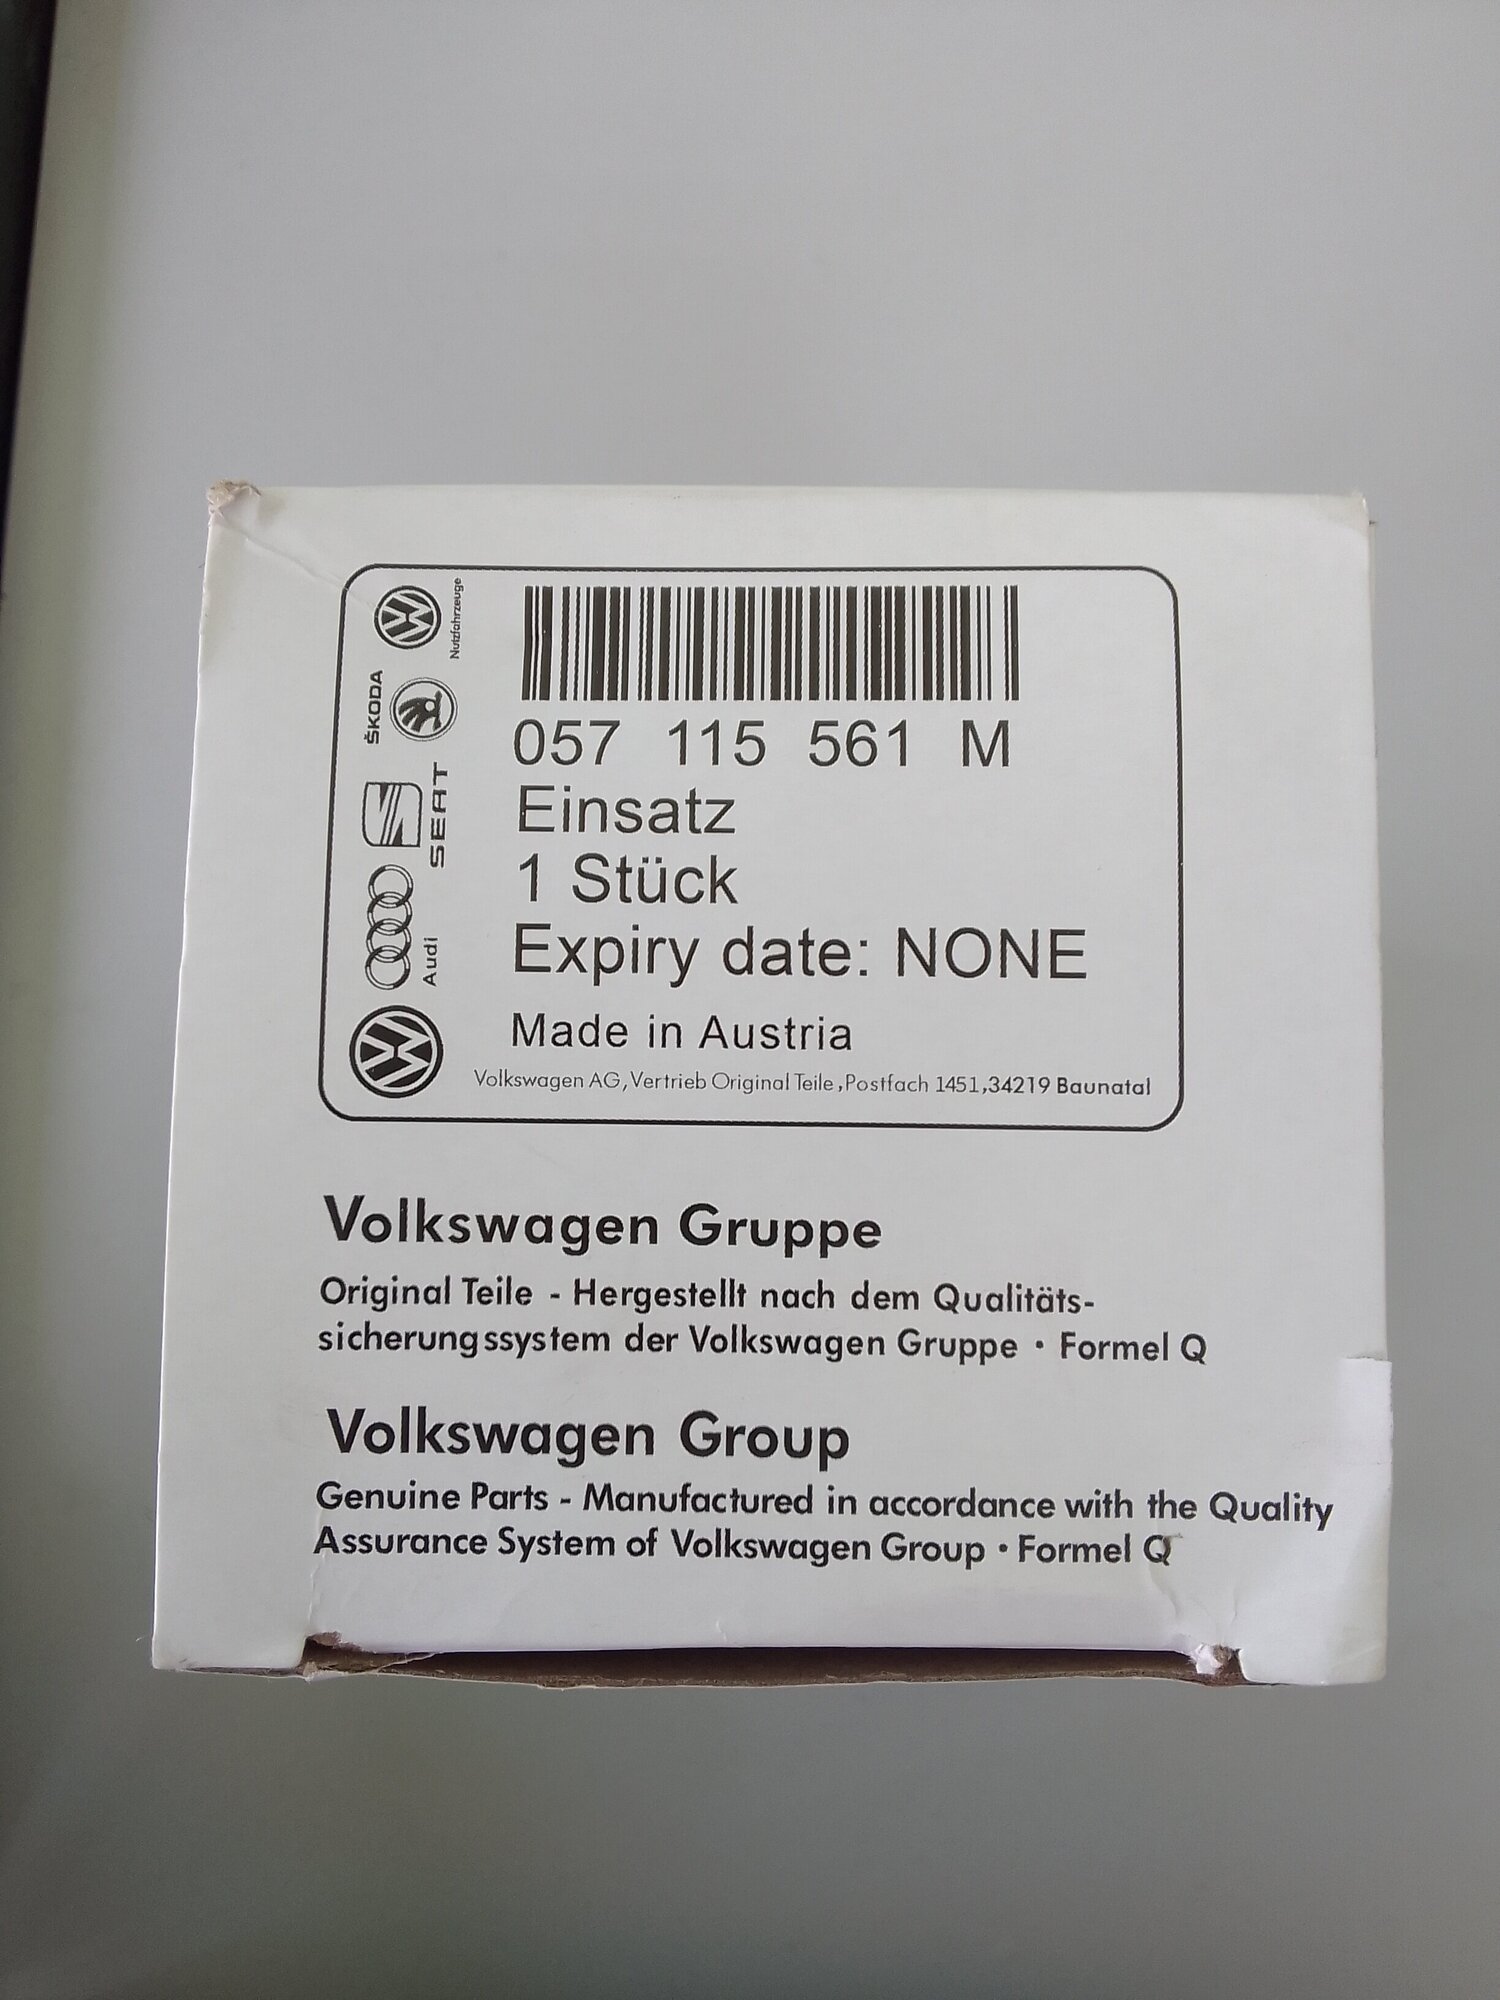 Nutzfahrzeuge
ŠKODA
SEAT
Audi
057 115 561 M
Einsatz
1 Stück
Expiry date: NONE
Made in Austria
Volkswagen AG, Vertrieb Original Teile, Postfach 1451, 34219 Baunatal
Volkswagen Gruppe
Original Teile - Hergestellt nach dem Qualitäts-
sicherungssystem der Volkswagen Gruppe • Formel Q
Volkswagen Group
Genuine Parts - Manufactured in accordance with the Quality
Assurance System of Volkswagen Group • Formel Q